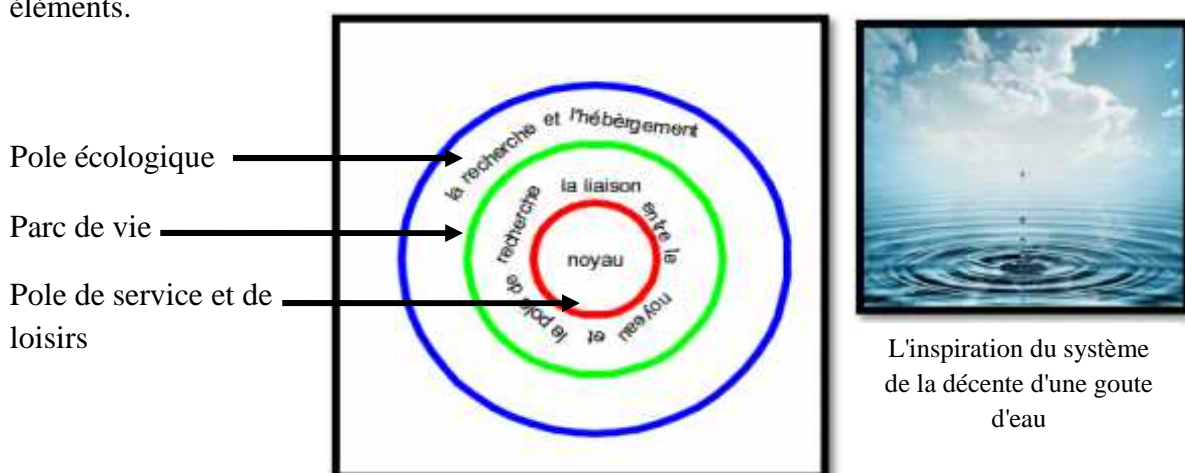 éléments.
Pole écologique
Parc de vie
Pole de service et de
loisirs
la recherche et l'hébèrgement
la liaison entre le noyeau et le pole de recherche
noyau
L'inspiration du système
de la décente d'une goute
d'eau